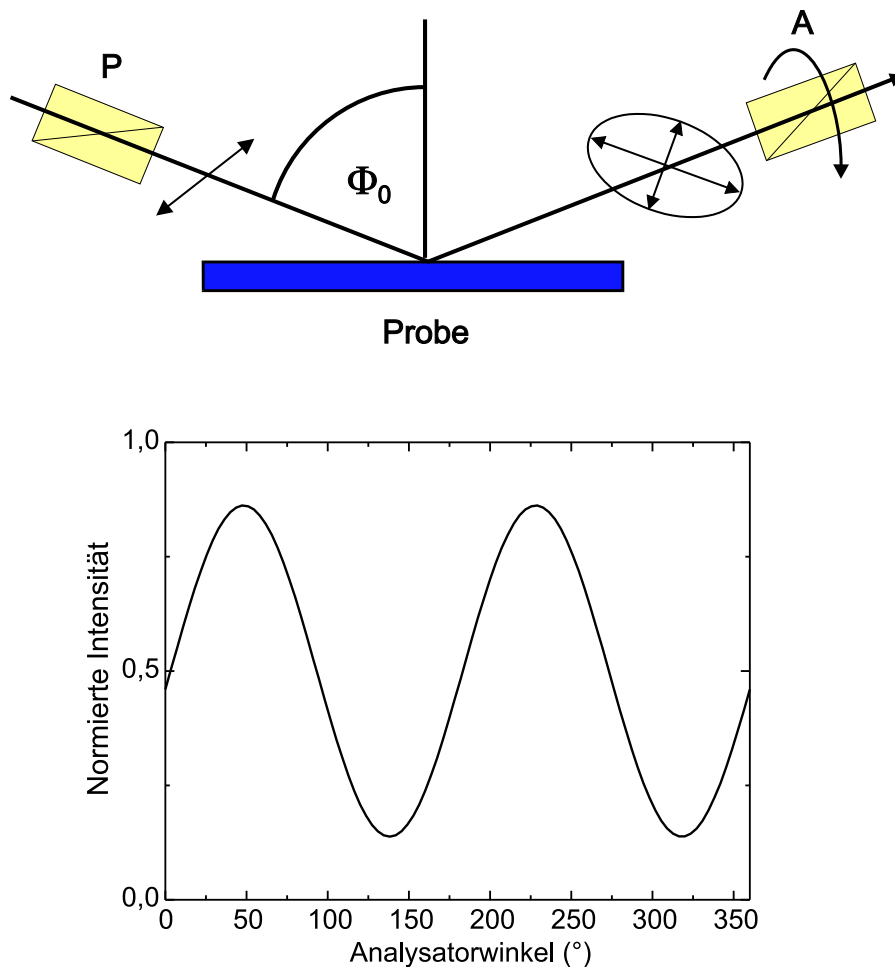 P
A
Φ0
Probe
1,0
0,5
0,0
Normierte Intensität
0 50 100 150 200 250 300 350
Analysatorwinkel (°)